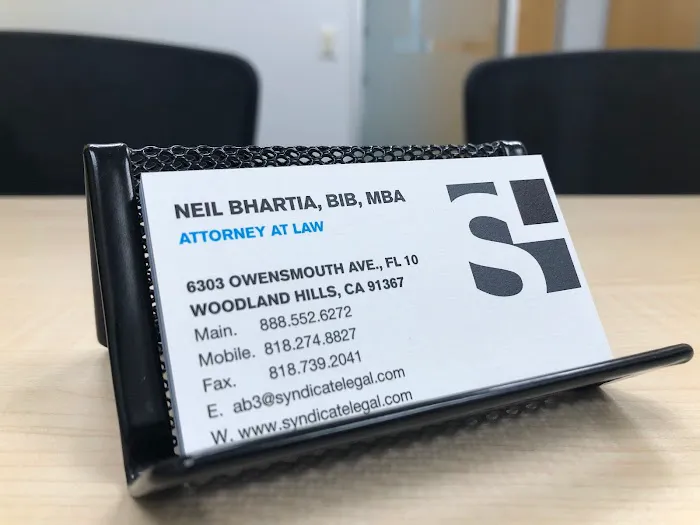 NEIL BHARTIA, BIB, MBA
ATTORNEY AT LAW
6303 OWENSMOUTH AVE., FL 10
WOODLAND HILLS, CA 91367
Main. 888.552.6272
Mobile. 818.274.8827
Fax. 818.739.2041
E. ab3@syndicatelegal.com
W. www.syndicatelegal.com